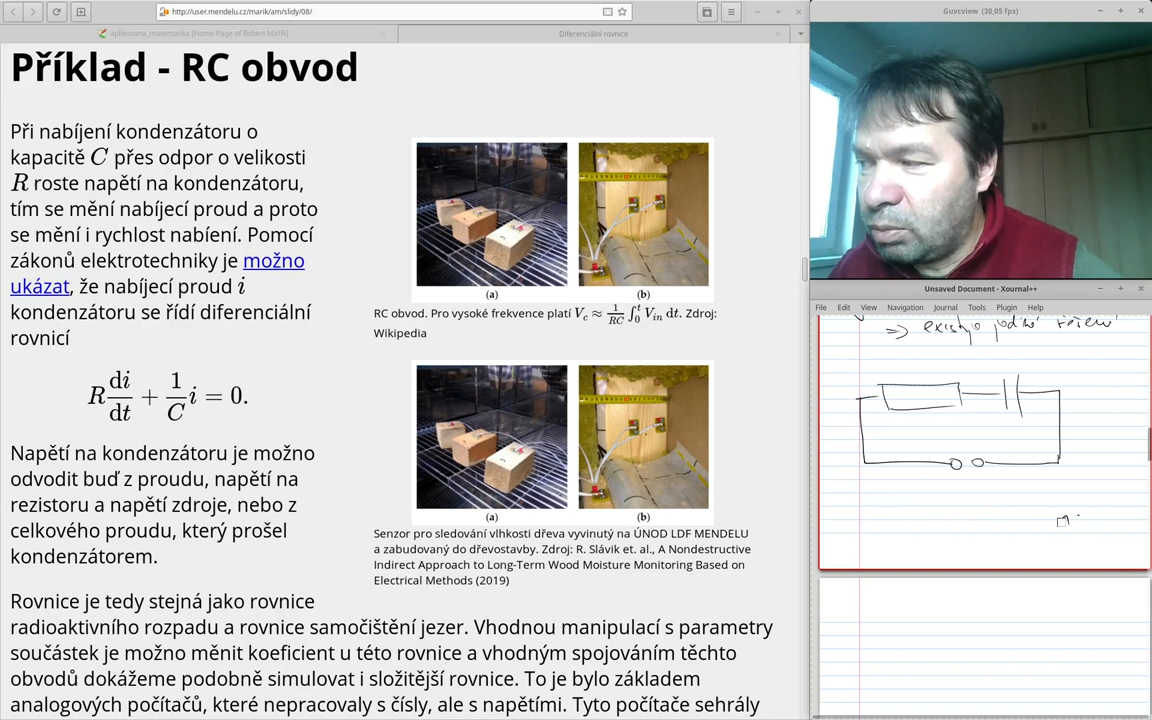 http://user.mendelu.cz/marik/am/slidy/08/
Guvcview (30,05 fps)
aplikovana_matematika [Home Page of Robert Mařík]
Diferenciální rovnice
Příklad - RC obvod
Při nabíjení kondenzátoru o
kapacitě C přes odpor o velikosti
R roste napětí na kondenzátoru,
tím se mění nabíjecí proud a proto
se mění i rychlost nabíení. Pomocí
zákonů elektrotechniky je možno
ukázat, že nabíjecí proud i
kondenzátoru se řídí diferenciální
rovnicí
R di/dt + 1/C i = 0.
Napětí na kondenzátoru je možno
odvodit buď z proudu, napětí na
rezistoru a napětí zdroje, nebo z
celkového proudu, který prošel
kondenzátorem.
Rovnice je tedy stejná jako rovnice
radioaktivního rozpadu a rovnice samočištění jezer. Vhodnou manipulací s parametry
součástek je možno měnit koeficient u této rovnice a vhodným spojováním těchto
obvodů dokážeme podobně simulovat i složitější rovnice. To je bylo základem
analogových počítačů, které nepracovaly s čísly, ale s napětími. Tyto počítače sehrály
(a) (b)
RC obvod. Pro vysoké frekvence platí V_c ≈ 1/RC ∫_0^t V_in dt. Zdroj:
Wikipedia
(a) (b)
Senzor pro sledování vlhkosti dřeva vyvinutý na ÚNOD LDF MENDELU
a zabudovaný do dřevostavby. Zdroj: R. Slávik et. al., A Nondestructive
Indirect Approach to Long-Term Wood Moisture Monitoring Based on
Electrical Methods (2019)
Unsaved Document - Xournal++
File Edit View Navigation Journal Tools Plugin Help
⇒